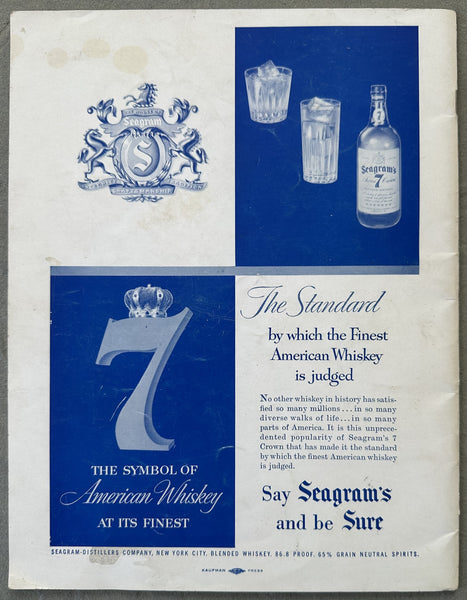 Seagram
S
Seagram's
7
7
THE SYMBOL OF
American Whiskey
AT ITS FINEST
The Standard
by which the Finest
American Whiskey
is judged
No other whiskey in history has satis-
fied so many millions...in so many
diverse walks of life...in so many
parts of America. It is this unprece-
dented popularity of Seagram's 7
Crown that has made it the standard
by which the finest American whiskey
is judged.
Say Seagram's
and be Sure
SEAGRAM-DISTILLERS COMPANY, NEW YORK CITY. BLENDED WHISKEY. 86.8 PROOF. 65% GRAIN NEUTRAL SPIRITS.
KAUFMAN PRESS